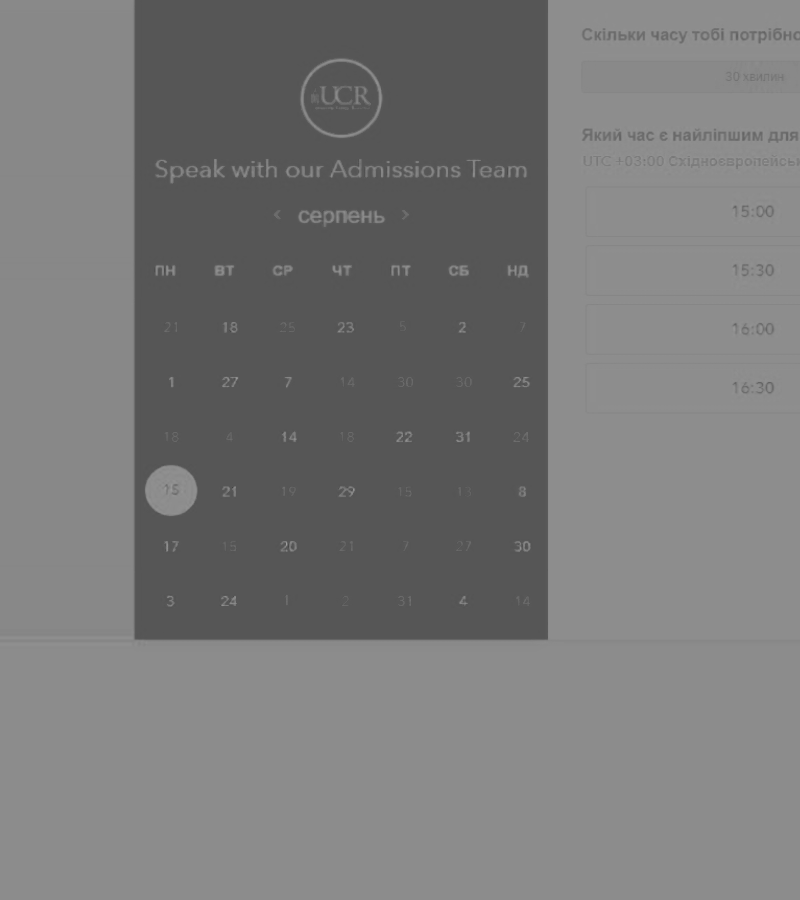 UCR
Speak with our Admissions Team
‹ серпень ›
ПН ВТ СР ЧТ ПТ СБ НД
21 18 25 23 5 2 7
1 27 7 14 30 30 25
18 4 14 18 22 31 24
15 21 19 29 15 13 8
17 15 20 21 7 27 30
3 24 1 2 31 4 14
Скільки часу тобі потрібно
30 хвилин
Який час є найліпшим для
UTC +03:00 Східноєвропейськ
15:00
15:30
16:00
16:30